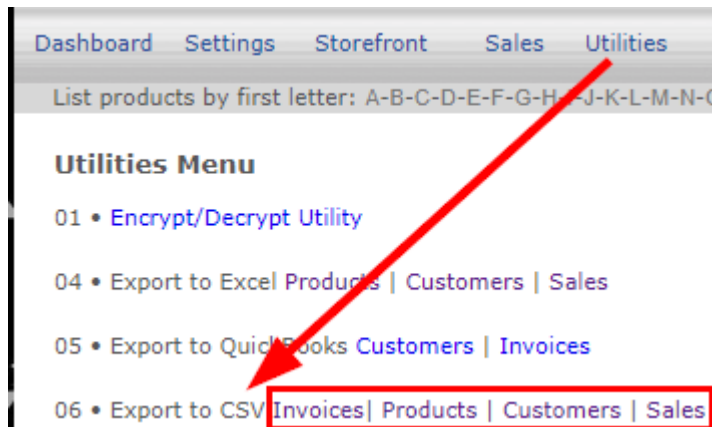 Dashboard Settings Storefront Sales Utilities
List products by first letter: A-B-C-D-E-F-G-H-I-J-K-L-M-N-
Utilities Menu
01 • Encrypt/Decrypt Utility
04 • Export to Excel Products | Customers | Sales
05 • Export to QuickBooks Customers | Invoices
06 • Export to CSV Invoices| Products | Customers | Sales